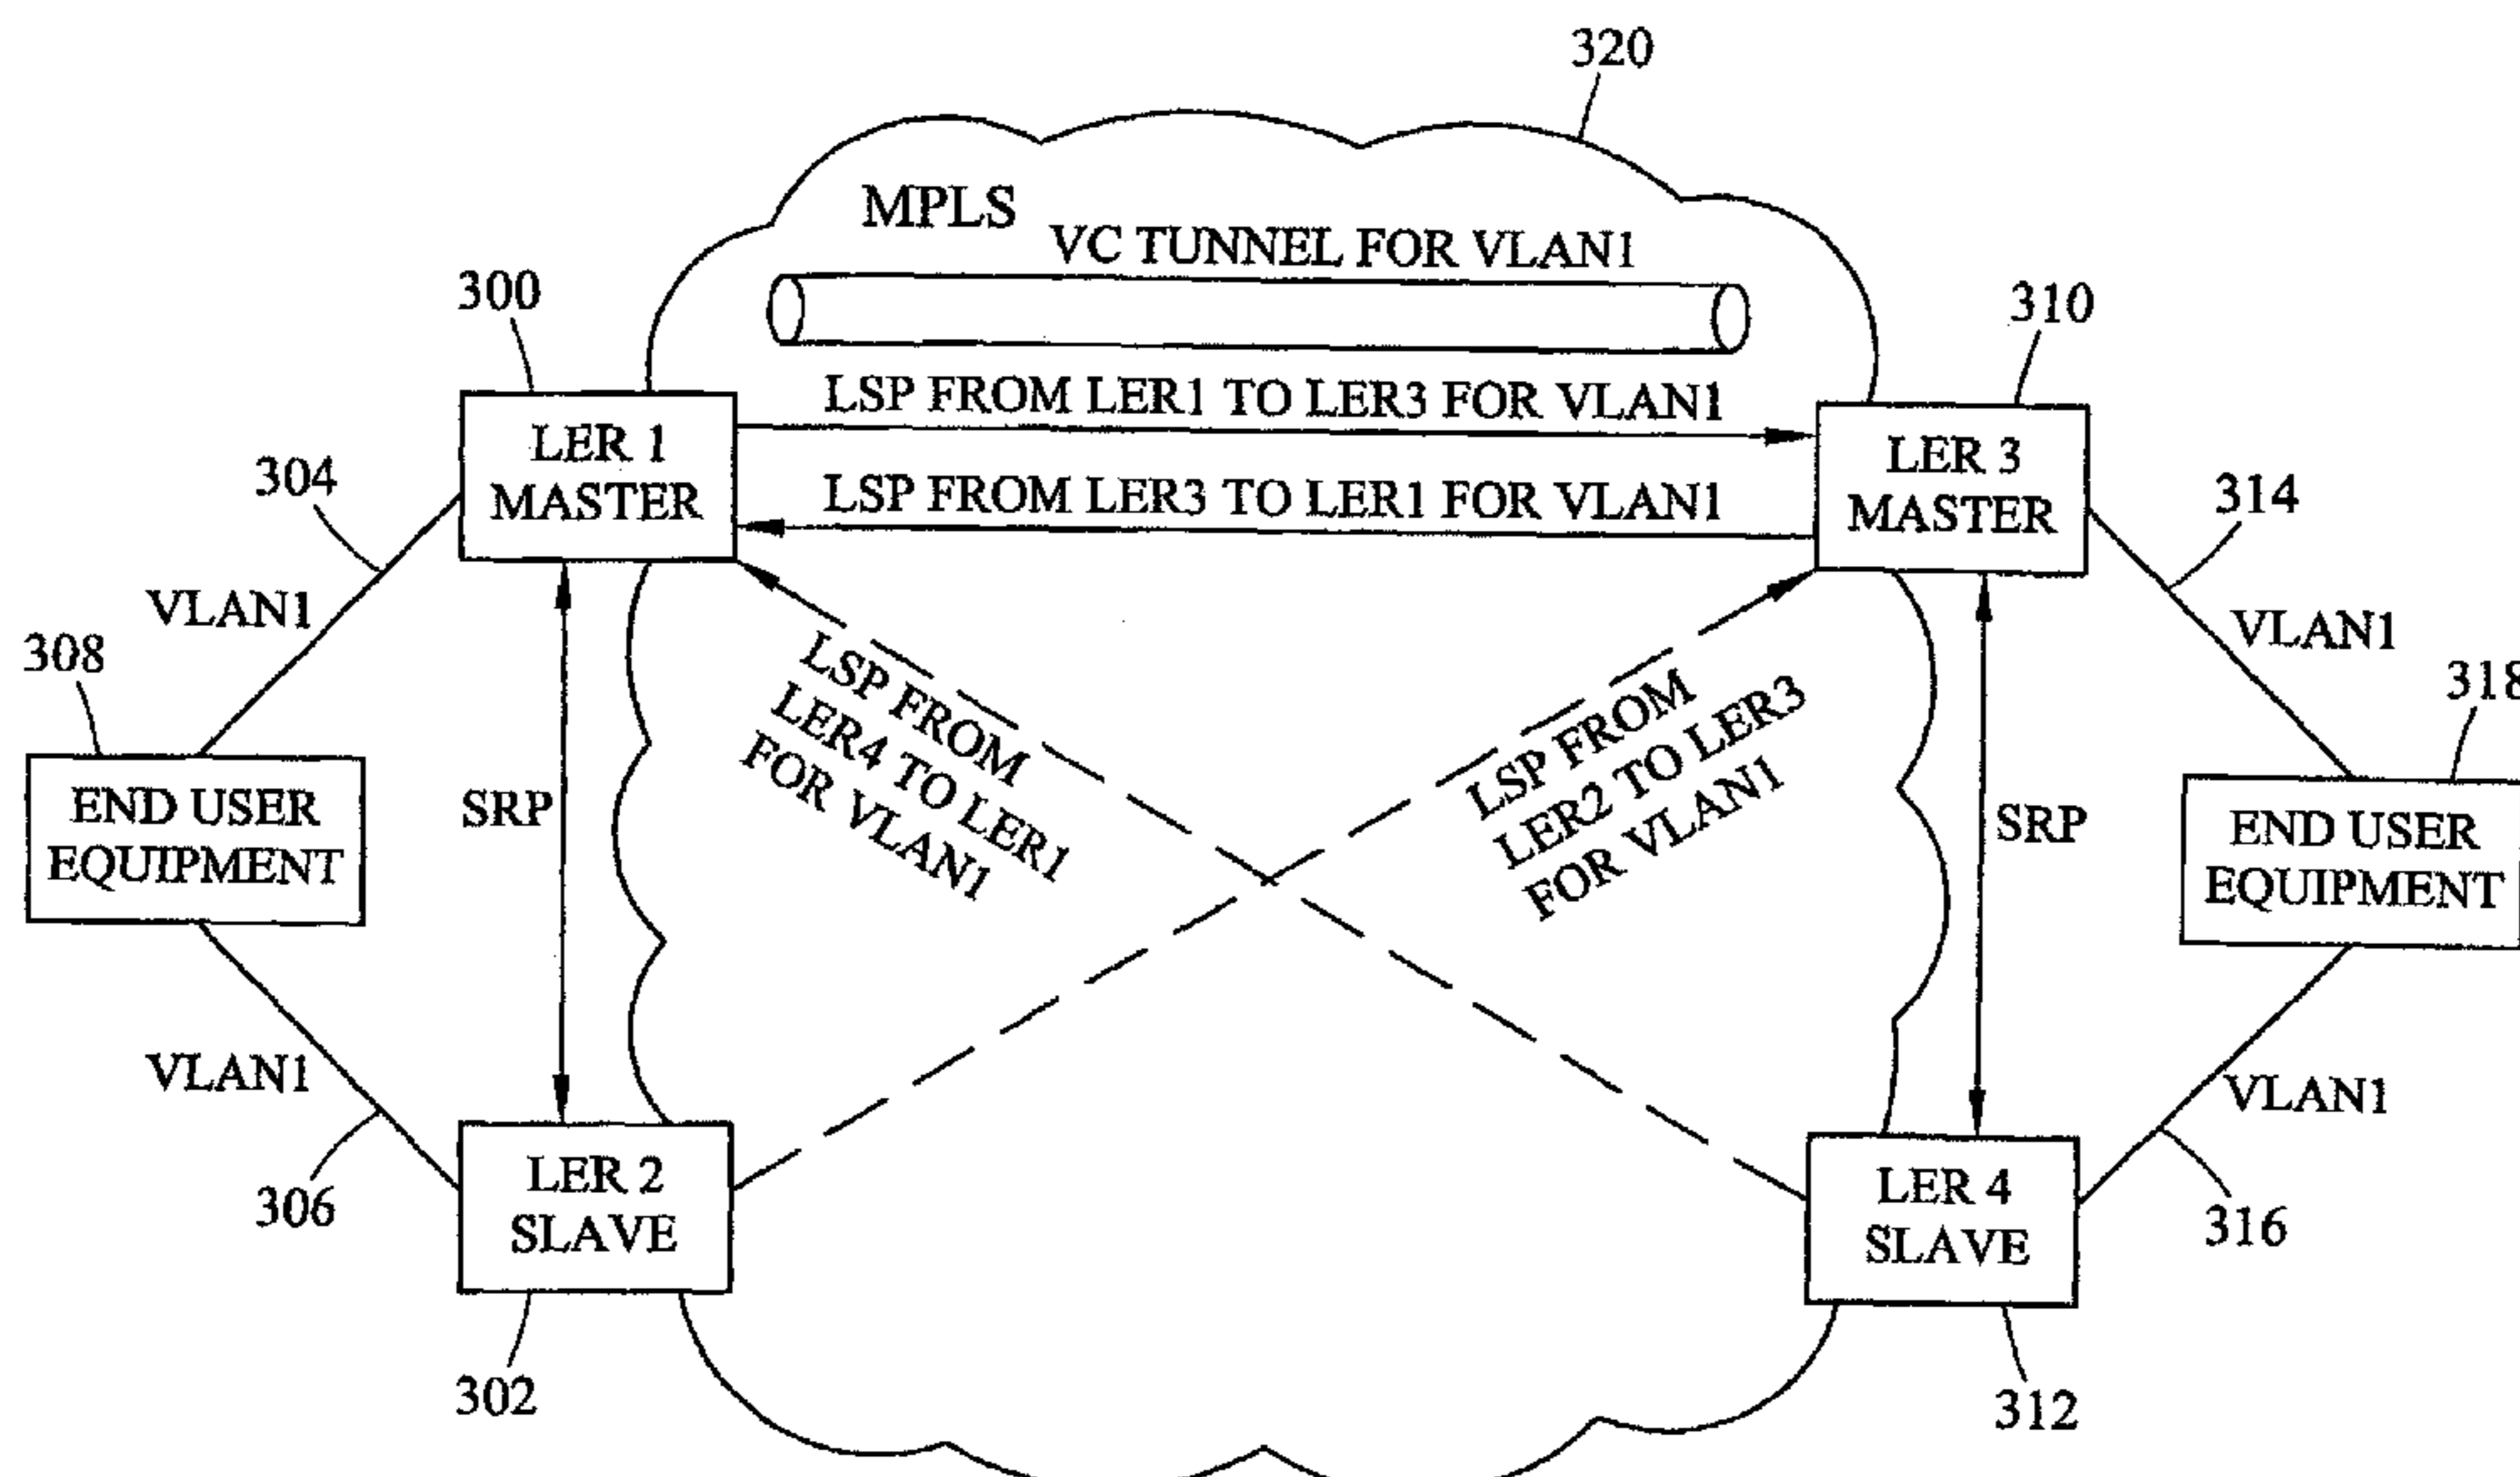 320
MPLS
VC TUNNEL FOR VLAN1
300
310
LSP FROM LER1 TO LER3 FOR VLAN1
LER 1
MASTER
LER 3
MASTER
304
LSP FROM LER3 TO LER1 FOR VLAN1
314
VLAN1
VLAN1
308
318
LSP FROM
LER4 TO LER1
FOR VLAN1
LSP FROM
LER2 TO LER3
FOR VLAN1
END USER
EQUIPMENT
SRP
SRP
END USER
EQUIPMENT
VLAN1
VLAN1
306
LER 2
SLAVE
LER 4
SLAVE
316
302
312